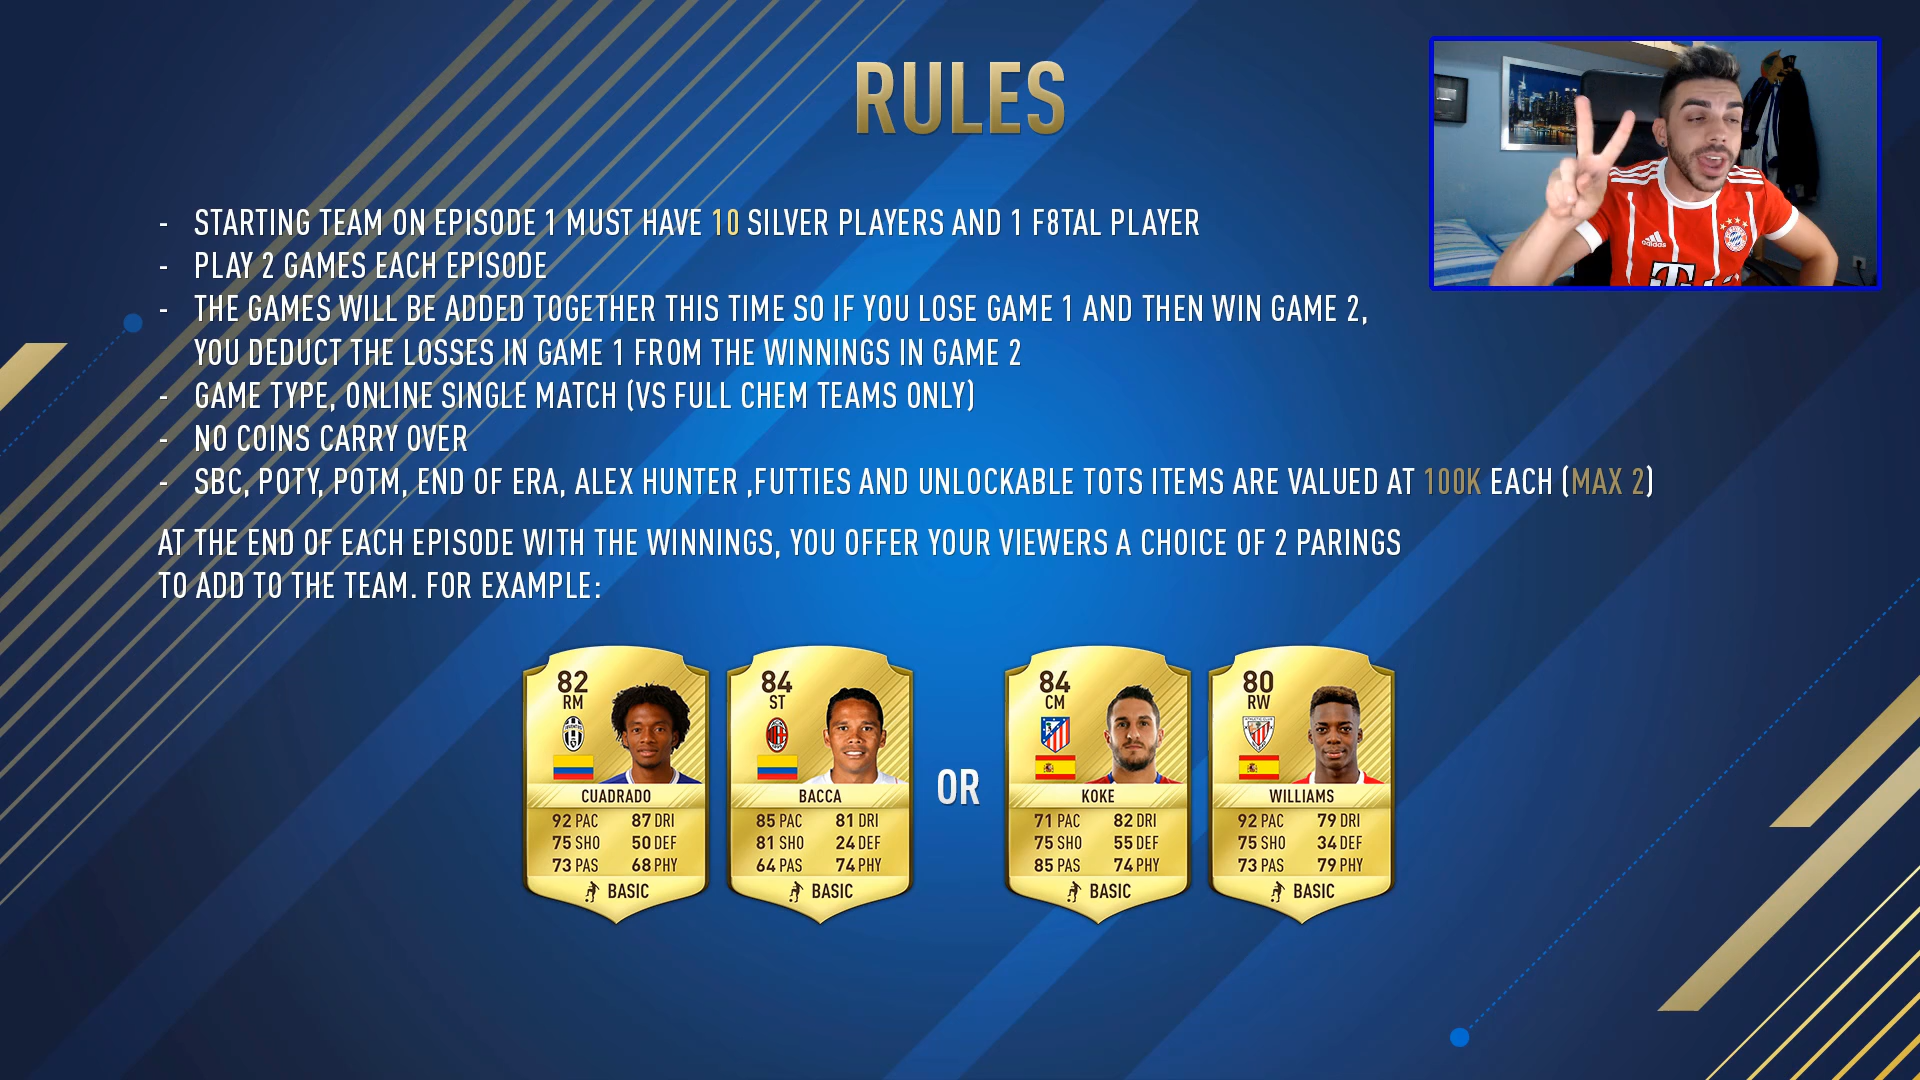 RULES
- STARTING TEAM ON EPISODE 1 MUST HAVE 10 SILVER PLAYERS AND 1 F8TAL PLAYER
- PLAY 2 GAMES EACH EPISODE
- THE GAMES WILL BE ADDED TOGETHER THIS TIME SO IF YOU LOSE GAME 1 AND THEN WIN GAME 2,
YOU DEDUCT THE LOSSES IN GAME 1 FROM THE WINNINGS IN GAME 2
- GAME TYPE, ONLINE SINGLE MATCH (VS FULL CHEM TEAMS ONLY)
- NO COINS CARRY OVER
- SBC, POTY, POTM, END OF ERA, ALEX HUNTER ,FUTTIES AND UNLOCKABLE TOTS ITEMS ARE VALUED AT 100K EACH (MAX 2)
AT THE END OF EACH EPISODE WITH THE WINNINGS, YOU OFFER YOUR VIEWERS A CHOICE OF 2 PARINGS
TO ADD TO THE TEAM. FOR EXAMPLE:
82
RM
CUADRADO
92 PAC 87 DRI
75 SHO 50 DEF
73 PAS 68 PHY
BASIC
84
ST
BACCA
85 PAC 81 DRI
81 SHO 24 DEF
64 PAS 74 PHY
BASIC
OR
84
CM
KOKE
71 PAC 82 DRI
75 SHO 55 DEF
85 PAS 74 PHY
BASIC
80
RW
WILLIAMS
92 PAC 79 DRI
75 SHO 34 DEF
73 PAS 79 PHY
BASIC
adidas
T